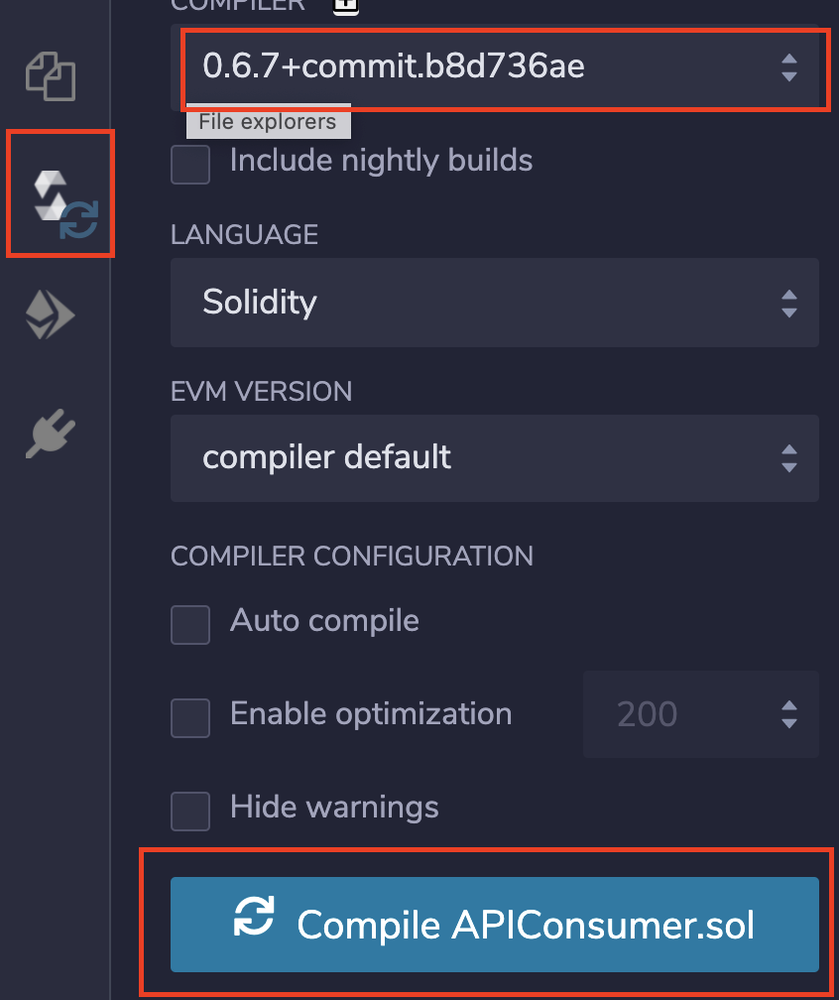 COMPILER
0.6.7+commit.b8d736ae
File explorers
Include nightly builds
LANGUAGE
Solidity
EVM VERSION
compiler default
COMPILER CONFIGURATION
Auto compile
Enable optimization 200
Hide warnings
Compile APIConsumer.sol